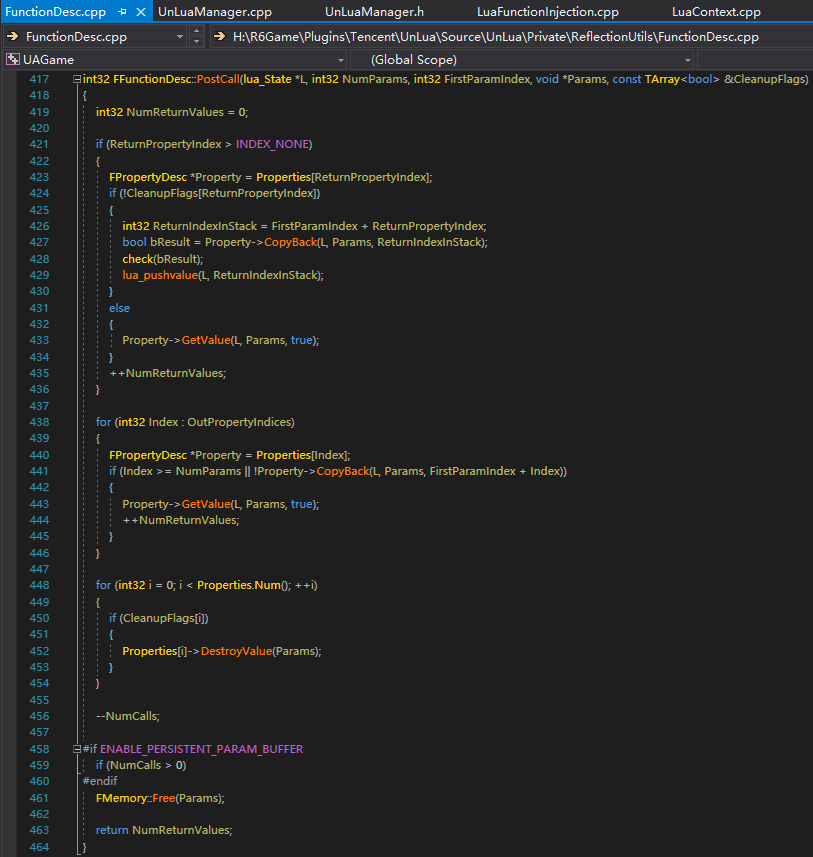 FunctionDesc.cpp UnLuaManager.cpp UnLuaManager.h LuaFunctionInjection.cpp LuaContext.cpp
FunctionDesc.cpp H:\R6Game\Plugins\Tencent\UnLua\Source\UnLua\Private\ReflectionUtils\FunctionDesc.cpp
UAGame (Global Scope)
417 int32 FFunctionDesc::PostCall(lua_State *L, int32 NumParams, int32 FirstParamIndex, void *Params, const TArray<bool> &CleanupFlags)
418 {
419 int32 NumReturnValues = 0;
420
421 if (ReturnPropertyIndex > INDEX_NONE)
422 {
423 FPropertyDesc *Property = Properties[ReturnPropertyIndex];
424 if (!CleanupFlags[ReturnPropertyIndex])
425 {
426 int32 ReturnIndexInStack = FirstParamIndex + ReturnPropertyIndex;
427 bool bResult = Property->CopyBack(L, Params, ReturnIndexInStack);
428 check(bResult);
429 lua_pushvalue(L, ReturnIndexInStack);
430 }
431 else
432 {
433 Property->GetValue(L, Params, true);
434 }
435 ++NumReturnValues;
436 }
437
438 for (int32 Index : OutPropertyIndices)
439 {
440 FPropertyDesc *Property = Properties[Index];
441 if (Index >= NumParams || !Property->CopyBack(L, Params, FirstParamIndex + Index))
442 {
443 Property->GetValue(L, Params, true);
444 ++NumReturnValues;
445 }
446 }
447
448 for (int32 i = 0; i < Properties.Num(); ++i)
449 {
450 if (CleanupFlags[i])
451 {
452 Properties[i]->DestroyValue(Params);
453 }
454 }
455
456 --NumCalls;
457
458 #if ENABLE_PERSISTENT_PARAM_BUFFER
459 if (NumCalls > 0)
460 #endif
461 FMemory::Free(Params);
462
463 return NumReturnValues;
464 }